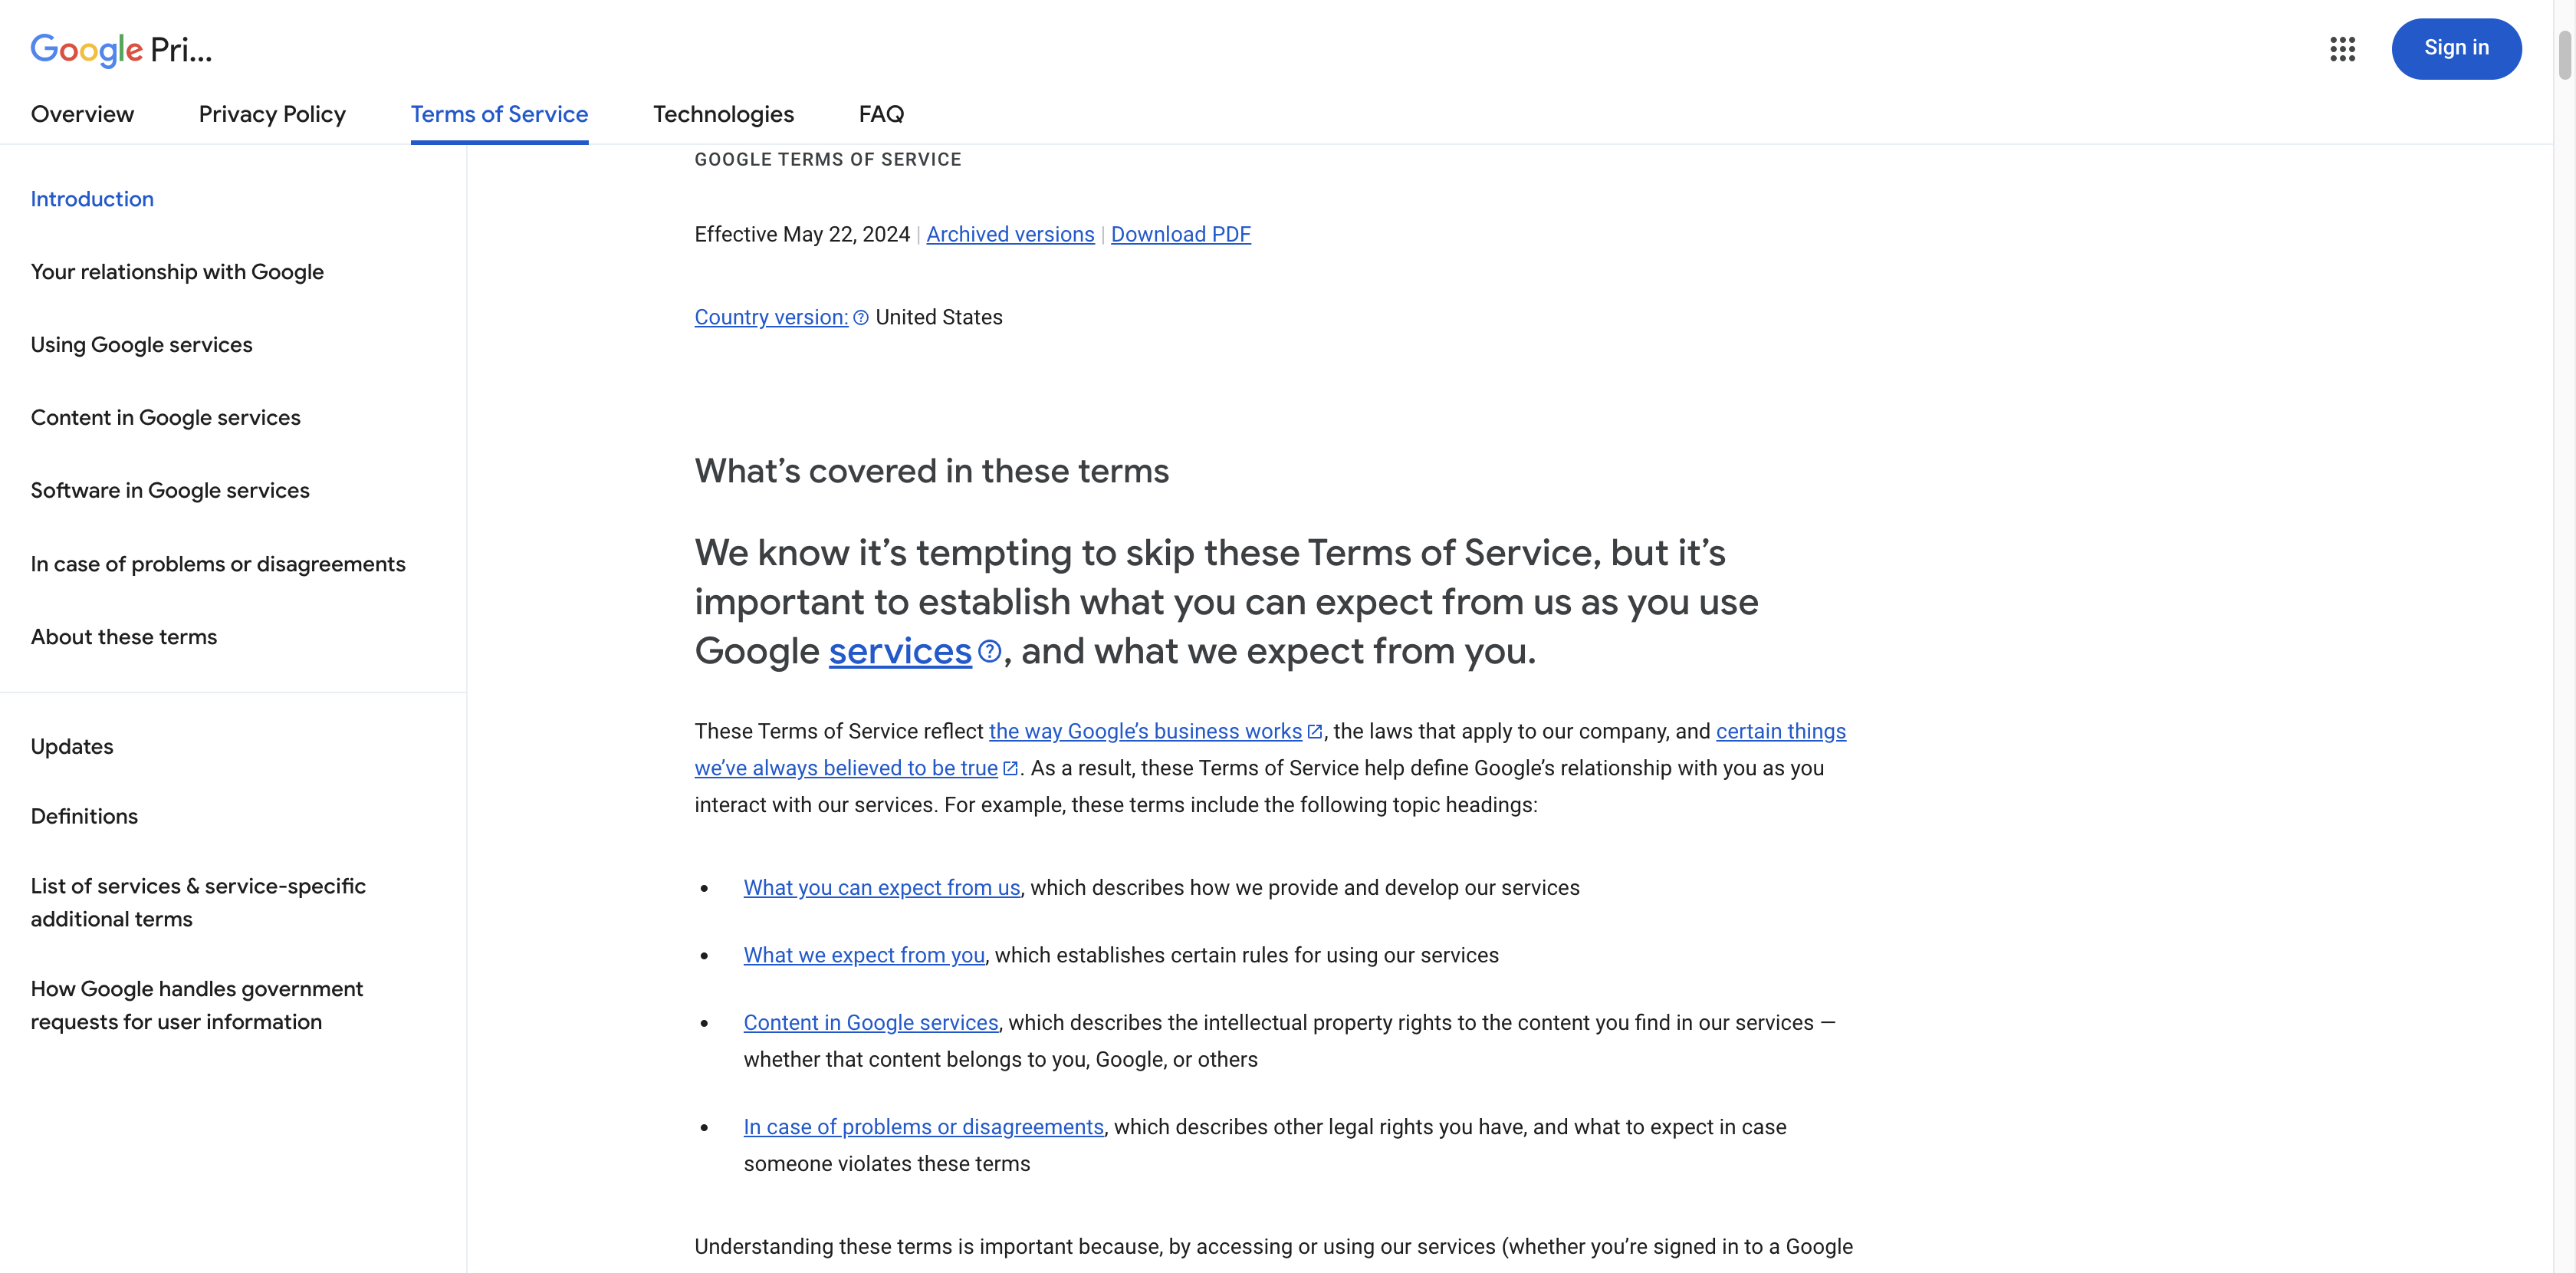 Google Pri...
Sign in
Overview
Privacy Policy
Terms of Service
Technologies
FAQ
Introduction
Your relationship with Google
Using Google services
Content in Google services
Software in Google services
In case of problems or disagreements
About these terms
Updates
Definitions
List of services & service-specific
additional terms
How Google handles government
requests for user information
GOOGLE TERMS OF SERVICE
Effective May 22, 2024 | Archived versions | Download PDF
Country version: United States
What’s covered in these terms
We know it’s tempting to skip these Terms of Service, but it’s
important to establish what you can expect from us as you use
Google services, and what we expect from you.
These Terms of Service reflect the way Google’s business works, the laws that apply to our company, and certain things
we’ve always believed to be true. As a result, these Terms of Service help define Google’s relationship with you as you
interact with our services. For example, these terms include the following topic headings:
• What you can expect from us, which describes how we provide and develop our services
• What we expect from you, which establishes certain rules for using our services
• Content in Google services, which describes the intellectual property rights to the content you find in our services —
whether that content belongs to you, Google, or others
• In case of problems or disagreements, which describes other legal rights you have, and what to expect in case
someone violates these terms
Understanding these terms is important because, by accessing or using our services (whether you’re signed in to a Google